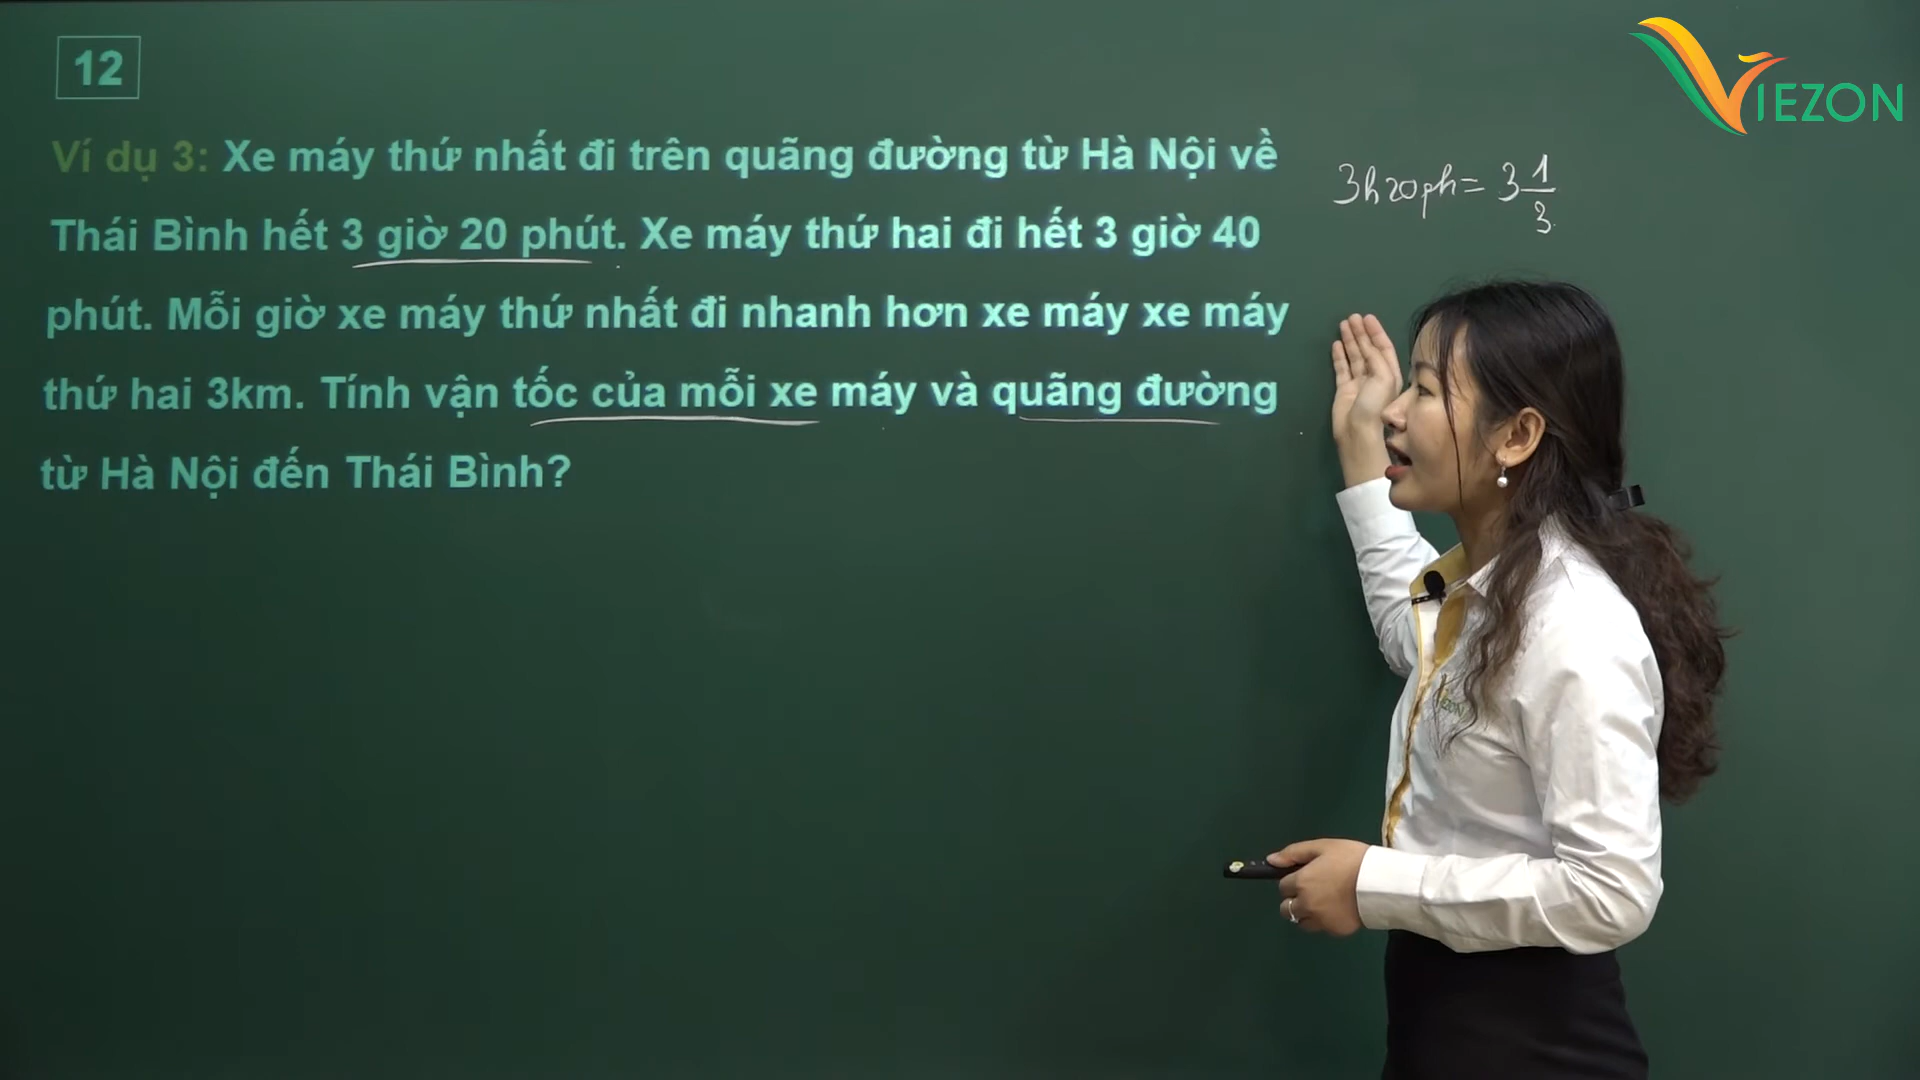 12
VIEZON
Ví dụ 3: Xe máy thứ nhất đi trên quãng đường từ Hà Nội về
Thái Bình hết 3 giờ 20 phút. Xe máy thứ hai đi hết 3 giờ 40
phút. Mỗi giờ xe máy thứ nhất đi nhanh hơn xe máy xe máy
thứ hai 3km. Tính vận tốc của mỗi xe máy và quãng đường
từ Hà Nội đến Thái Bình?
3h20ph = 3 1/3
VIEZON